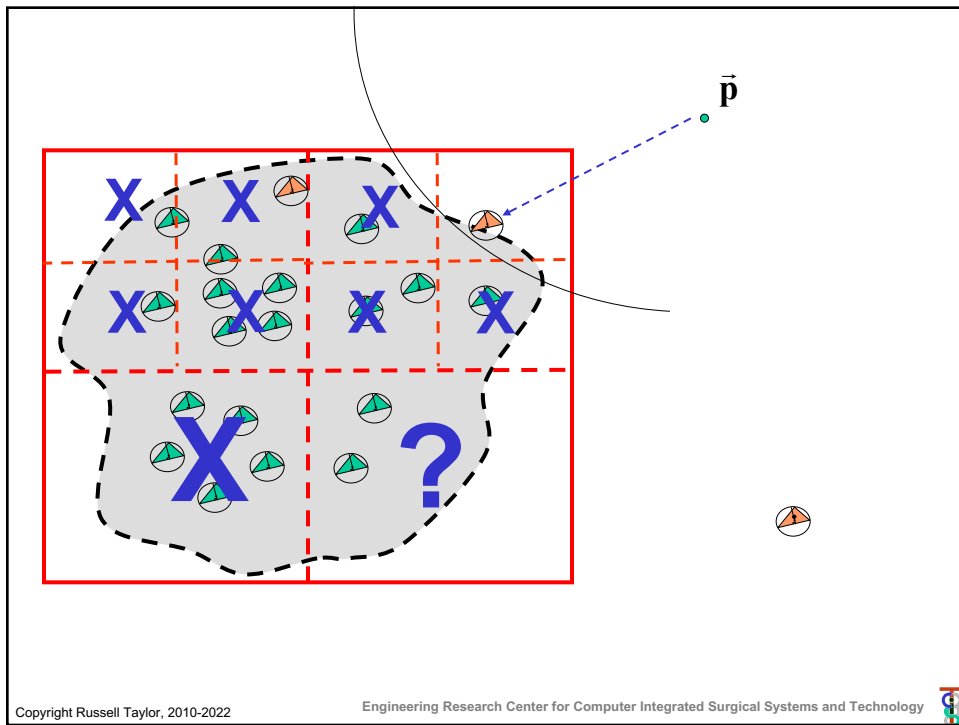 p
X X X
X X X X
X ?
Copyright Russell Taylor, 2010-2022
Engineering Research Center for Computer Integrated Surgical Systems and Technology